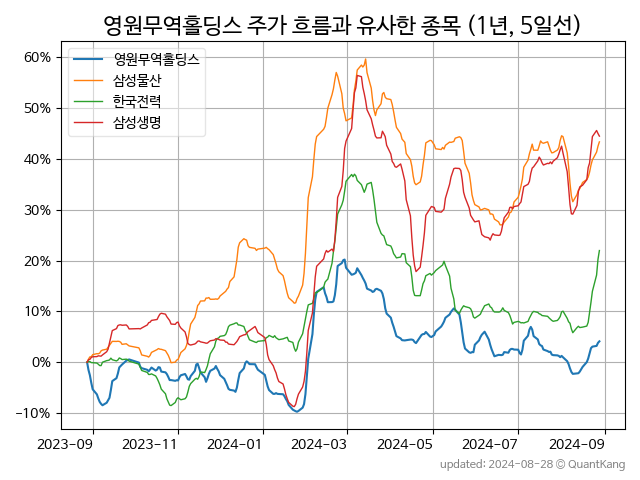 영원무역홀딩스 주가 흐름과 유사한 종목 (1년, 5일선)
영원무역홀딩스
삼성물산
한국전력
삼성생명
60%
50%
40%
30%
20%
10%
0%
−10%
2023-09 2023-11 2024-01 2024-03 2024-05 2024-07 2024-09
updated: 2024-08-28 © QuantKang